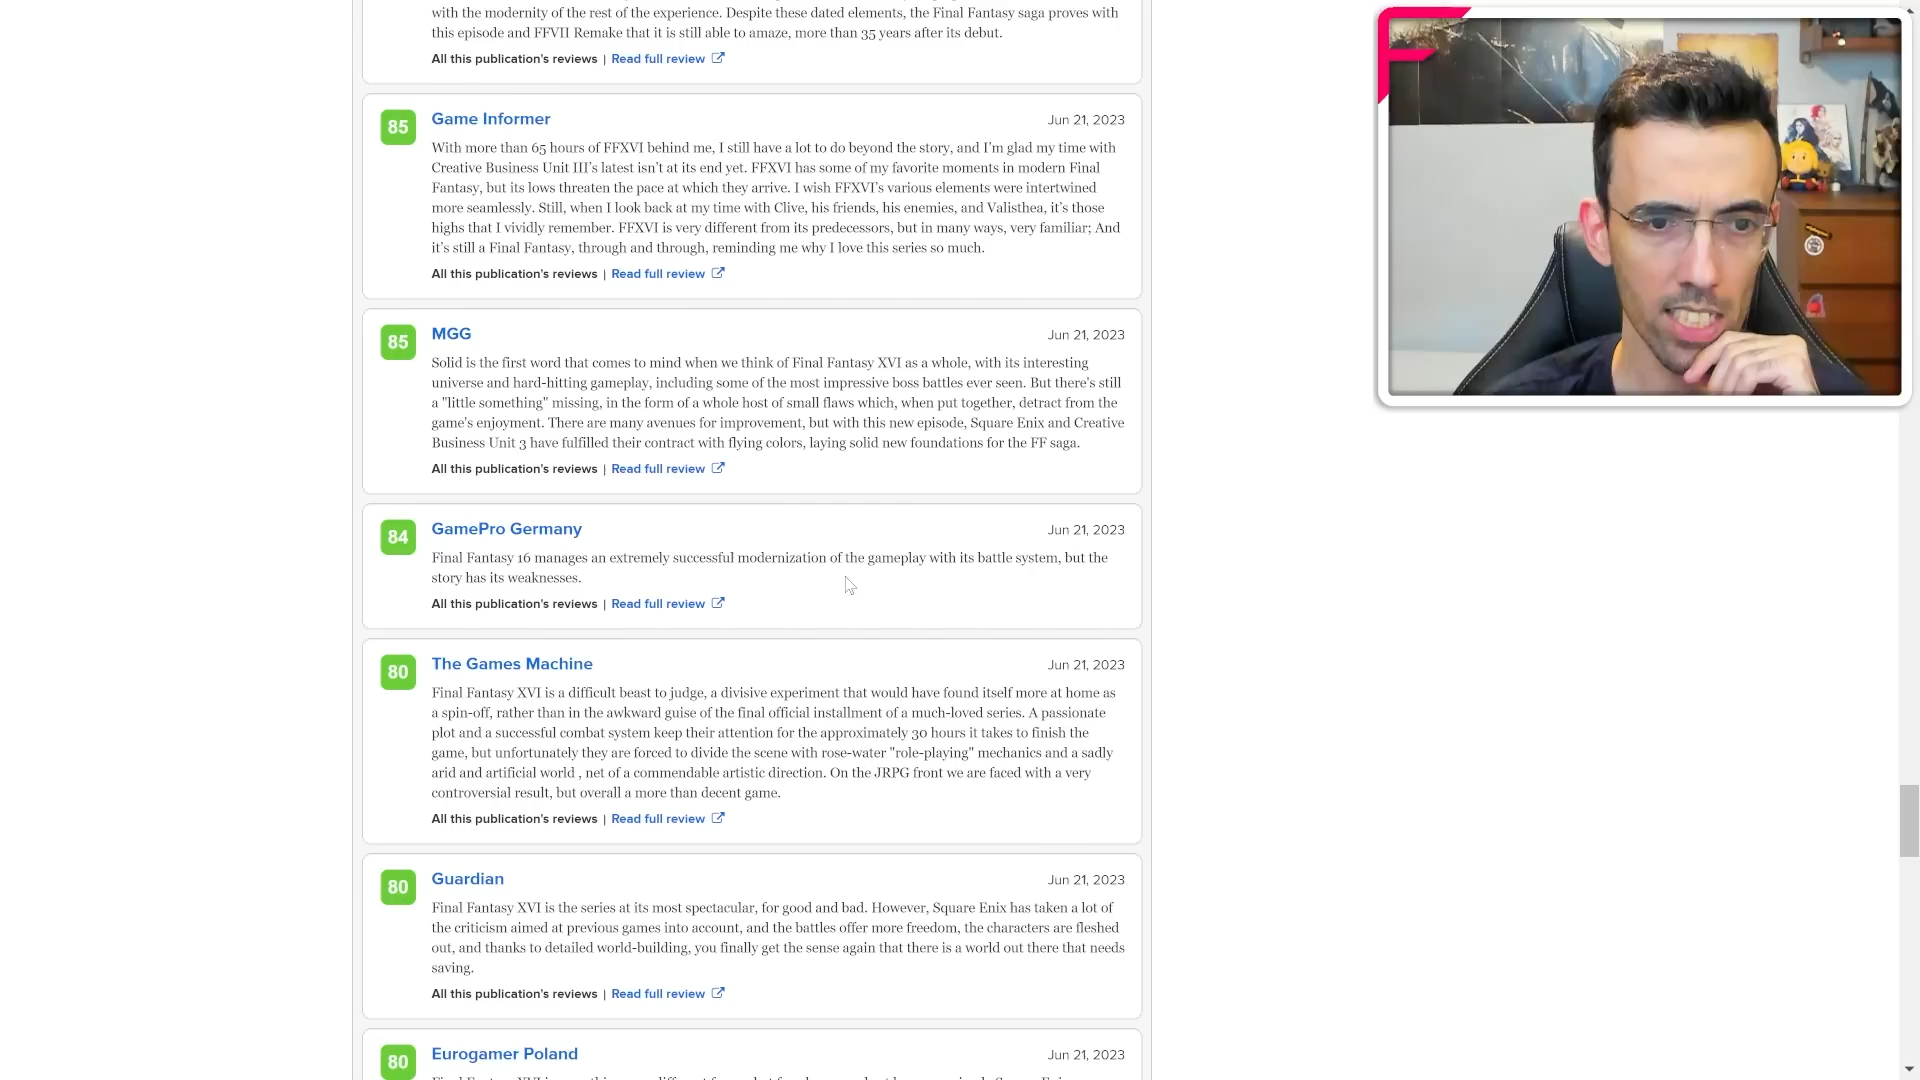 with the modernity of the rest of the experience. Despite these dated elements, the Final Fantasy saga proves with
this episode and FFVII Remake that it is still able to amaze, more than 35 years after its debut.
All this publication's reviews | Read full review
85 Game Informer Jun 21, 2023
With more than 65 hours of FFXVI behind me, I still have a lot to do beyond the story, and I'm glad my time with
Creative Business Unit III's latest isn't at its end yet. FFXVI has some of my favorite moments in modern Final
Fantasy, but its lows threaten the pace at which they arrive. I wish FFXVI's various elements were intertwined
more seamlessly. Still, when I look back at my time with Clive, his friends, his enemies, and Valisthea, it's those
highs that I vividly remember. FFXVI is very different from its predecessors, but in many ways, very familiar; And
it's still a Final Fantasy, through and through, reminding me why I love this series so much.
All this publication's reviews | Read full review
85 MGG Jun 21, 2023
Solid is the first word that comes to mind when we think of Final Fantasy XVI as a whole, with its interesting
universe and hard-hitting gameplay, including some of the most impressive boss battles ever seen. But there's still
a "little something" missing, in the form of a whole host of small flaws which, when put together, detract from the
game's enjoyment. There are many avenues for improvement, but with this new episode, Square Enix and Creative
Business Unit 3 have fulfilled their contract with flying colors, laying solid new foundations for the FF saga.
All this publication's reviews | Read full review
84 GamePro Germany Jun 21, 2023
Final Fantasy 16 manages an extremely successful modernization of the gameplay with its battle system, but the
story has its weaknesses.
All this publication's reviews | Read full review
80 The Games Machine Jun 21, 2023
Final Fantasy XVI is a difficult beast to judge, a divisive experiment that would have found itself more at home as
a spin-off, rather than in the awkward guise of the final official installment of a much-loved series. A passionate
plot and a successful combat system keep their attention for the approximately 30 hours it takes to finish the
game, but unfortunately they are forced to divide the scene with rose-water "role-playing" mechanics and a sadly
arid and artificial world , net of a commendable artistic direction. On the JRPG front we are faced with a very
controversial result, but overall a more than decent game.
All this publication's reviews | Read full review
80 Guardian Jun 21, 2023
Final Fantasy XVI is the series at its most spectacular, for good and bad. However, Square Enix has taken a lot of
the criticism aimed at previous games into account, and the battles offer more freedom, the characters are fleshed
out, and thanks to detailed world-building, you finally get the sense again that there is a world out there that needs
saving.
All this publication's reviews | Read full review
80 Eurogamer Poland Jun 21, 2023